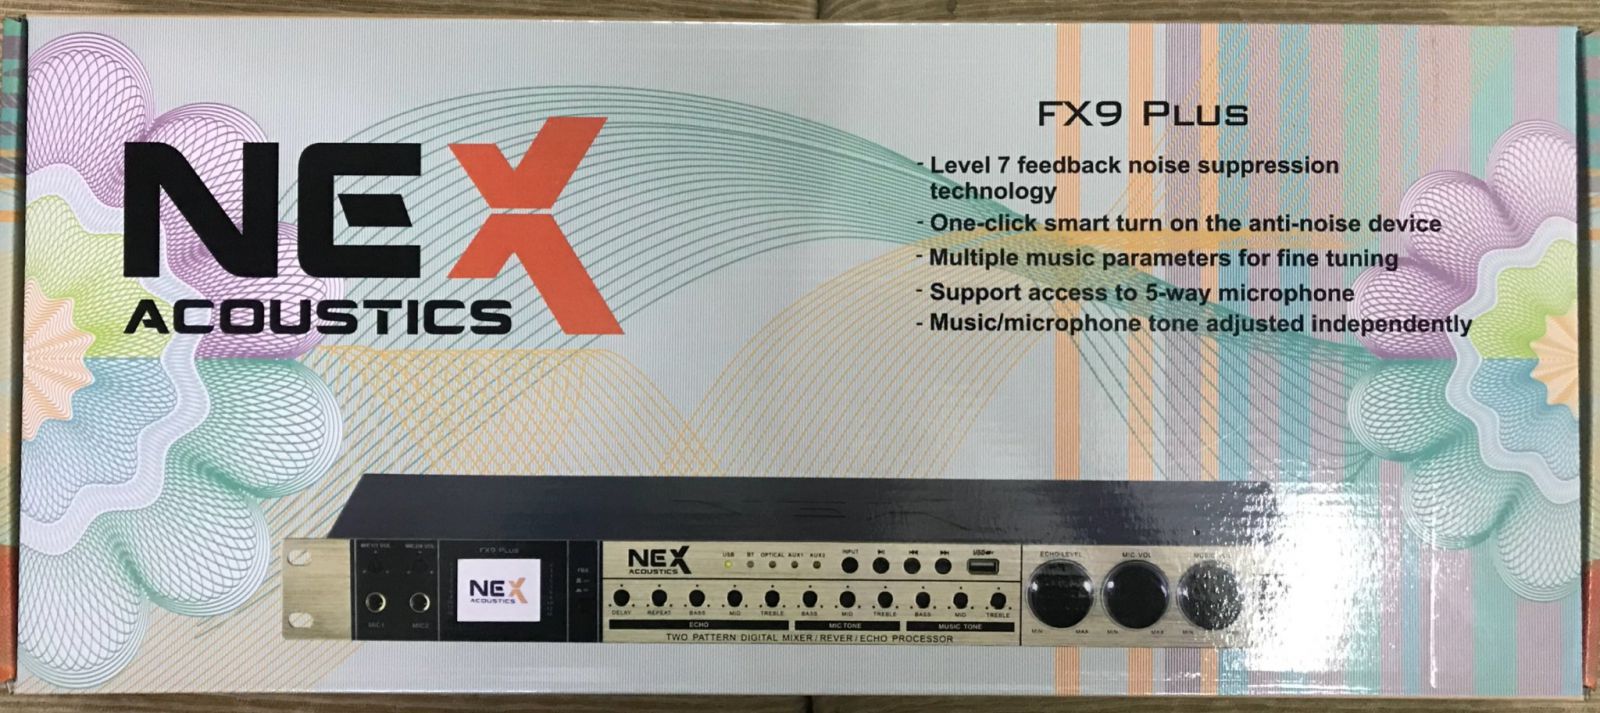 NEX
ACOUSTICS
FX9 PLUS
- Level 7 feedback noise suppression
technology
- One-click smart turn on the anti-noise device
- Multiple music parameters for fine tuning
- Support access to 5-way microphone
- Music/microphone tone adjusted independently
FX9 PLUS
NEX
ACOUSTICS
MIC1 MIC2
NEX
ACOUSTICS
USB BT OPTICAL AUX1 AUX2 INPUT
DELAY REPEAT BASS MID TREBLE BASS MID TREBLE BASS MID TREBLE
ECHO MIC TONE MUSIC TONE
TWO PATTERN DIGITAL MIXER/REVER/ECHO PROCESSOR
ECHO LEVEL MIC VOL MUSIC VOL
MIN MAX MIN MAX MIN